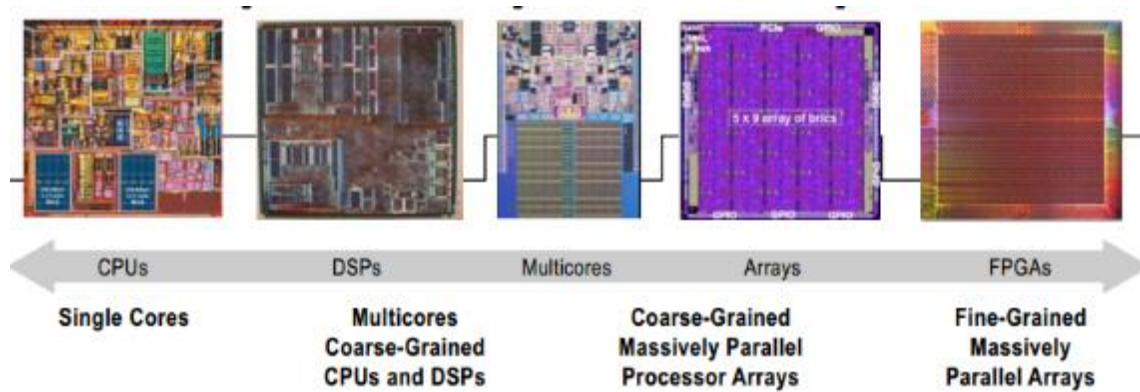 PCIe GPIO
5 x 9 array of brics
GPIO GPIO GPIO
CPUs DSPs Multicores Arrays FPGAs
Single Cores Multicores Coarse-Grained Fine-Grained
Coarse-Grained Massively Parallel Massively
CPUs and DSPs Processor Arrays Parallel Arrays